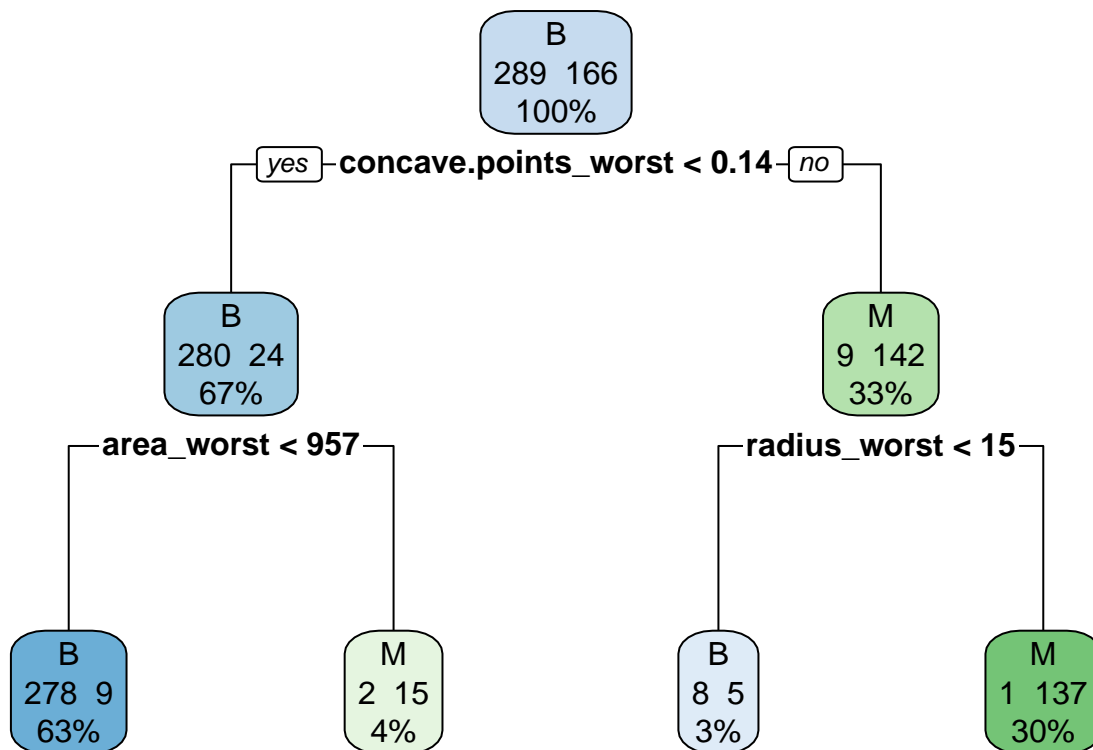 B
289 166
100%
yes concave.points_worst < 0.14 no
B
280 24
67%
M
9 142
33%
area_worst < 957
radius_worst < 15
B
278 9
63%
M
2 15
4%
B
8 5
3%
M
1 137
30%